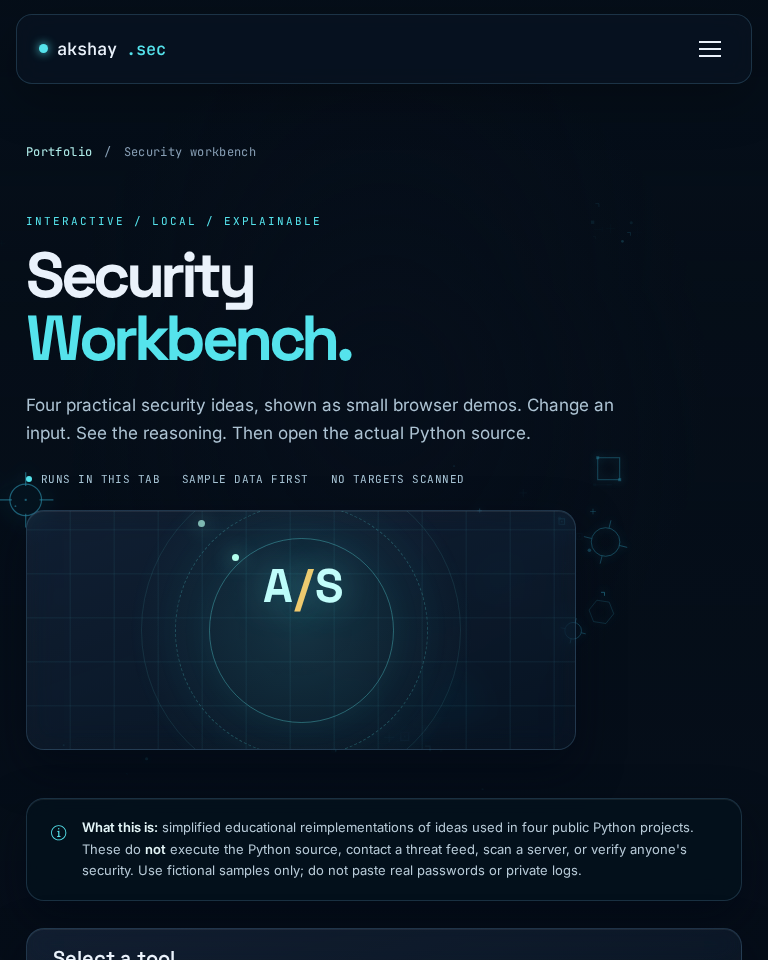 akshay .sec
Portfolio / Security workbench
INTERACTIVE / LOCAL / EXPLAINABLE
Security
Workbench.
Four practical security ideas, shown as small browser demos. Change an
input. See the reasoning. Then open the actual Python source.
RUNS IN THIS TAB SAMPLE DATA FIRST NO TARGETS SCANNED
A/S
What this is: simplified educational reimplementations of ideas used in four public Python projects.
These do not execute the Python source, contact a threat feed, scan a server, or verify anyone's
security. Use fictional samples only; do not paste real passwords or private logs.
Select a tool